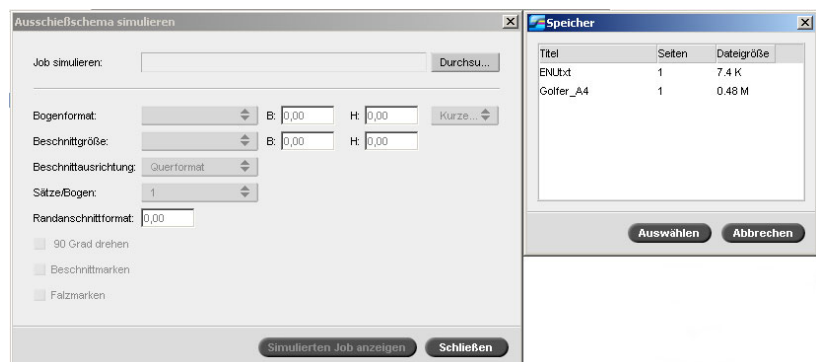 Ausschießschema simulieren
Job simulieren:
Durchsu...
Bogenformat:
B: 0,00
H: 0,00
Kurze...
Beschnittgröße:
B: 0,00
H: 0,00
Beschnittausrichtung: Querformat
Sätze/Bogen: 1
Randanschnittformat: 0,00
90 Grad drehen
Beschnittmarken
Falzmarken
Simulierten Job anzeigen
Schließen
Speicher
Titel Seiten Dateigröße
ENUtxt 1 7.4 K
Golfer_A4 1 0.48 M
Auswählen
Abbrechen